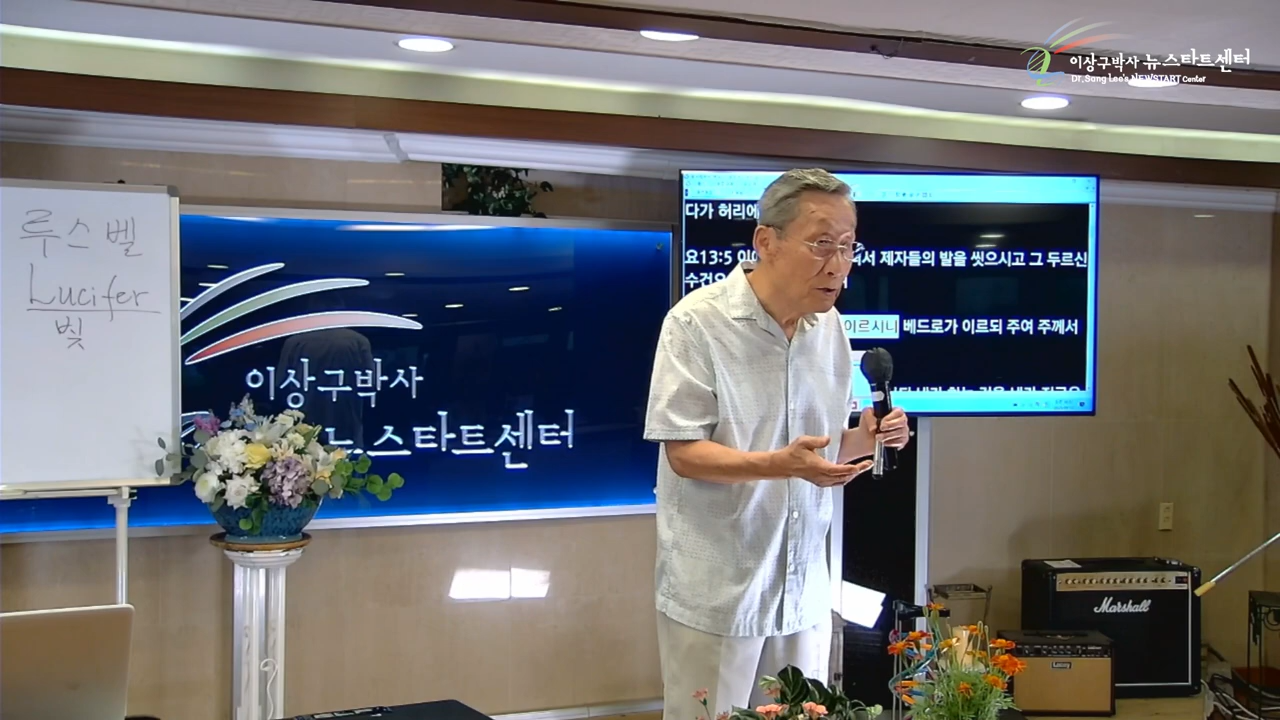 이상구박사 뉴스타트센터
Dr. Sang Lee's NEWSTART Center
루스벨
Lucifer
빛
이상구박사
뉴스타트센터
다가 허리에
요13:5 이 서 제자들의 발을 씻으시고 그 두르신
수건으
이르시니 베드로가 이르되 주여 주께서
Marshall
Laney